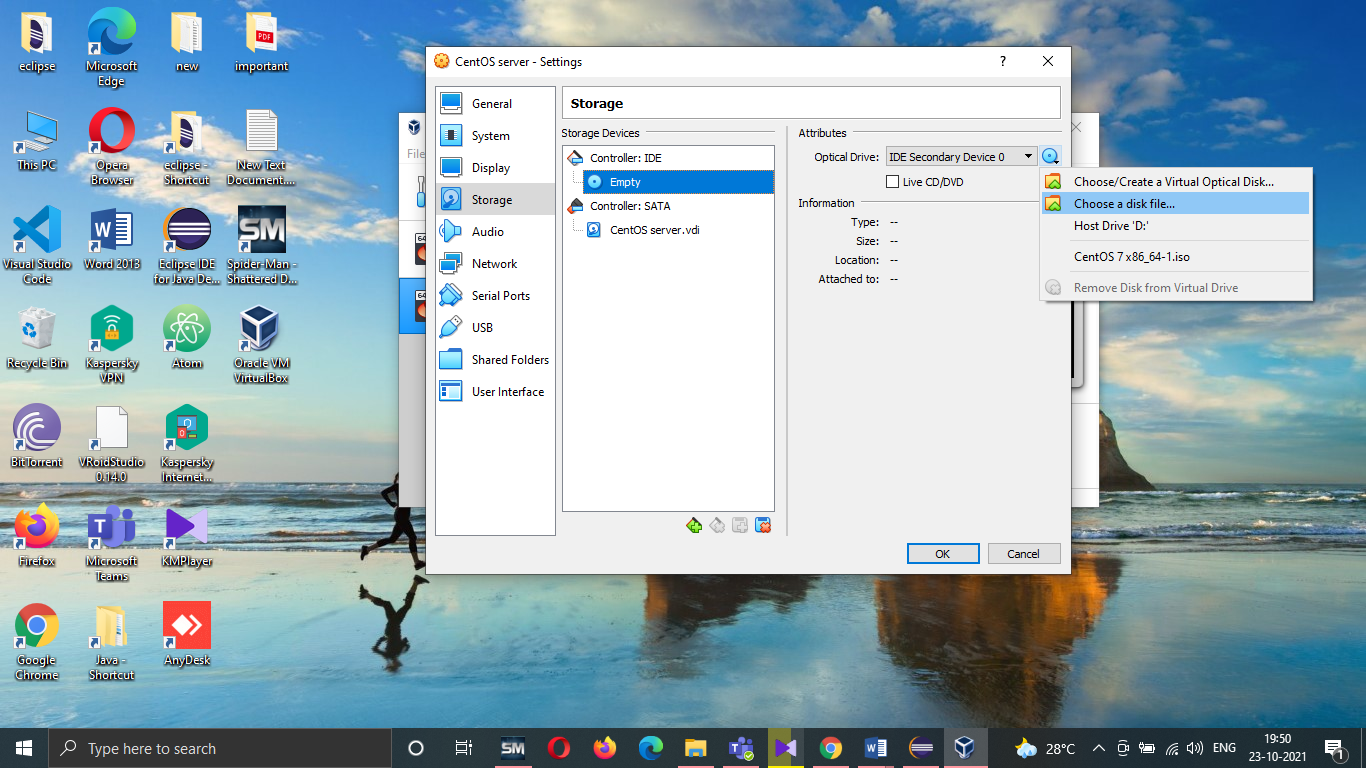 eclipse
Microsoft
Edge
new
PDF
important
This PC
Opera
Browser
eclipse -
Shortcut
New Text
Document....
Visual Studio
Code
Word 2013
Eclipse IDE
for Java De...
SM
Spider-Man -
Shattered D...
Recycle Bin
Kaspersky
VPN
Atom
Oracle VM
VirtualBox
BitTorrent
VRoidStudio
0.14.0
Kaspersky
Internet...
Firefox
Microsoft
Teams
KMPlayer
Google
Chrome
Java -
Shortcut
AnyDesk
File
64
64
CentOS server - Settings
?
General
System
Display
Storage
Audio
Network
Serial Ports
USB
Shared Folders
User Interface
Storage
Storage Devices
Controller: IDE
Empty
Controller: SATA
CentOS server.vdi
Attributes
Optical Drive: IDE Secondary Device 0
Live CD/DVD
Information
Type: --
Size: --
Location: --
Attached to: --
Choose/Create a Virtual Optical Disk...
Choose a disk file...
Host Drive 'D:'
CentOS 7 x86_64-1.iso
Remove Disk from Virtual Drive
OK
Cancel
Type here to search
SM
28°C
ENG
19:50
23-10-2021
1